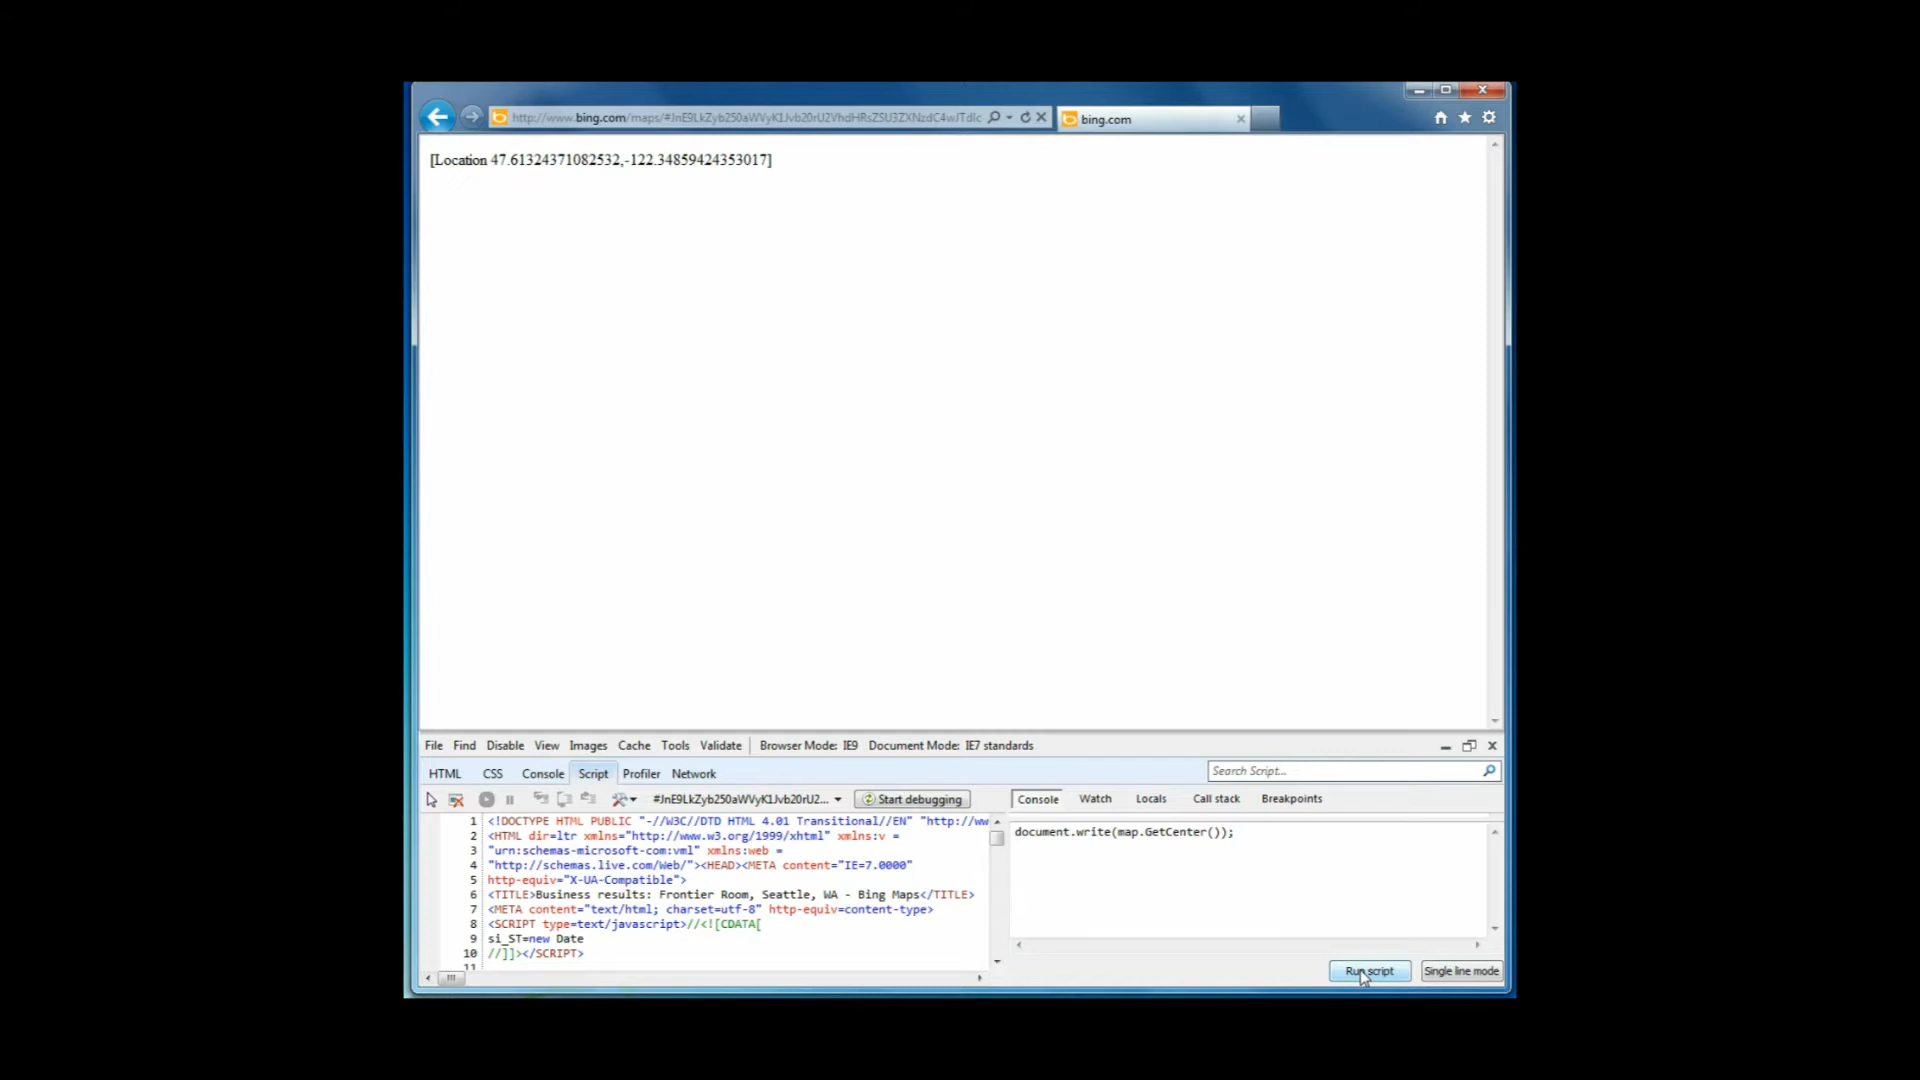 http://www.bing.com/maps/#JnE9LkZyb250aWVyK1Jvb20rU2VhdHRsZSU3ZXNzdC4wJTdlc
bing.com
[Location 47.61324371082532,-122.34859424353017]
File Find Disable View Images Cache Tools Validate Browser Mode: IE9 Document Mode: IE7 standards
HTML CSS Console Script Profiler Network Search Script...
#JnE9LkZyb250aWVyK1Jvb20rU2... Start debugging Console Watch Locals Call stack Breakpoints
1 <!DOCTYPE HTML PUBLIC "-//W3C//DTD HTML 4.01 Transitional//EN" "http://ww
2 <HTML dir=ltr xmlns="http://www.w3.org/1999/xhtml" xmlns:v =
3 "urn:schemas-microsoft-com:vml" xmlns:web =
4 "http://schemas.live.com/Web/"><HEAD><META content="IE=7.0000"
5 http-equiv="X-UA-Compatible">
6 <TITLE>Business results: Frontier Room, Seattle, WA - Bing Maps</TITLE>
7 <META content="text/html; charset=utf-8" http-equiv=content-type>
8 <SCRIPT type=text/javascript>//<![CDATA[
9 si_ST=new Date
10 //]]></SCRIPT>
11
document.write(map.GetCenter());
Run script Single line mode